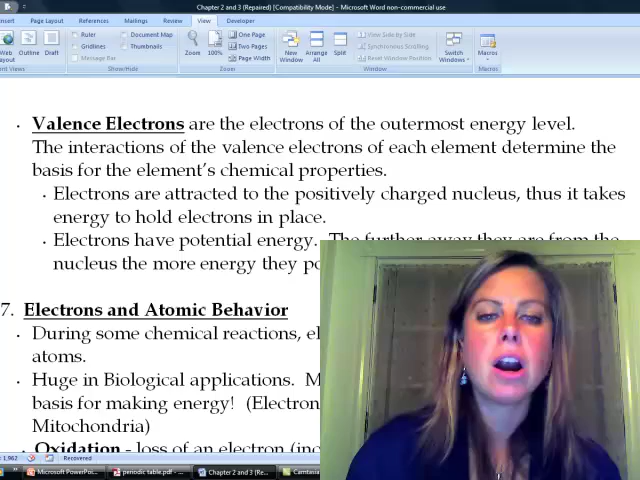 Chapter 2 and 3 (Repaired) [Compatibility Mode] - Microsoft Word non-commercial use
Insert Page Layout References Mailings Review View Developer
Ruler Document Map
Gridlines Thumbnails
Message Bar
Web Layout Outline Draft
Show/Hide
Zoom 100%
One Page
Two Pages
Page Width
Zoom
New Window Arrange All Split
View Side by Side
Synchronous Scrolling
Reset Window Position
Window
Switch Windows
Macros
Macros
• Valence Electrons are the electrons of the outermost energy level.
The interactions of the valence electrons of each element determine the
basis for the element's chemical properties.
• Electrons are attracted to the positively charged nucleus, thus it takes
energy to hold electrons in place.
• Electrons have potential energy. The further away they are from the
nucleus the more energy they
7. Electrons and Atomic Behavior
• During some chemical reactions,
atoms.
• Huge in Biological applications.
basis for making energy! (Electron
Mitochondria)
• Oxidation - loss of an electron
1,962 Recovered
Microsoft PowerPo... periodic table.pdf - ... Chapter 2 and 3 (Re... Camtasia